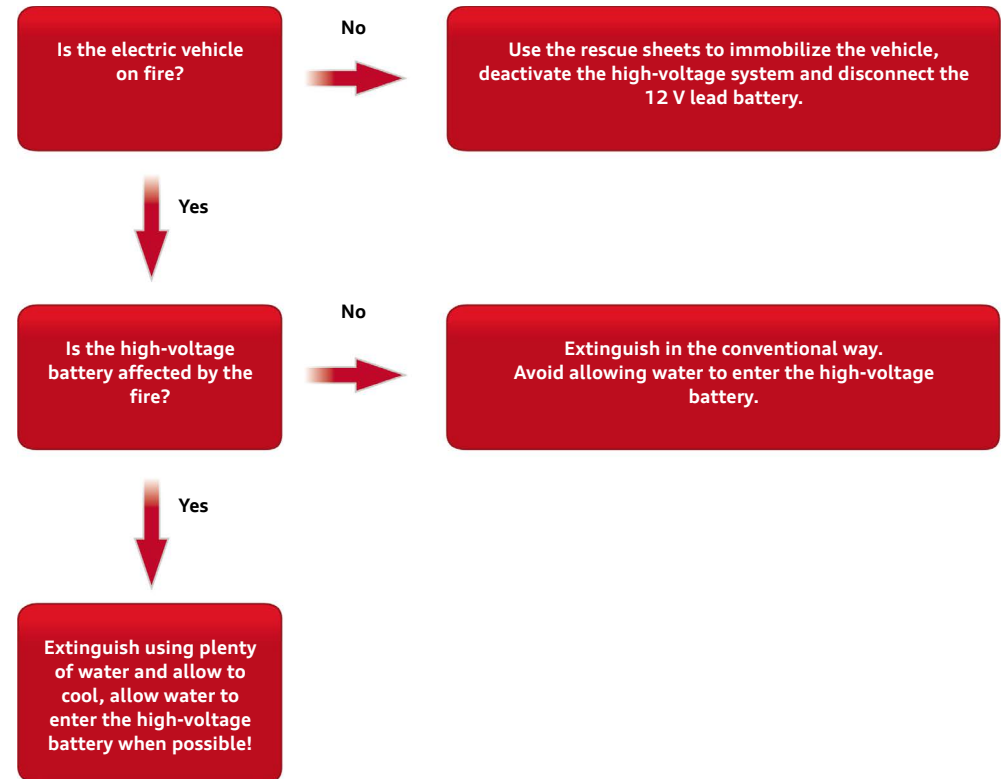 Is the electric vehicle
on fire?
No
Use the rescue sheets to immobilize the vehicle,
deactivate the high-voltage system and disconnect the
12 V lead battery.
Yes
Is the high-voltage
battery affected by the
fire?
No
Extinguish in the conventional way.
Avoid allowing water to enter the high-voltage
battery.
Yes
Extinguish using plenty
of water and allow to
cool, allow water to
enter the high-voltage
battery when possible!